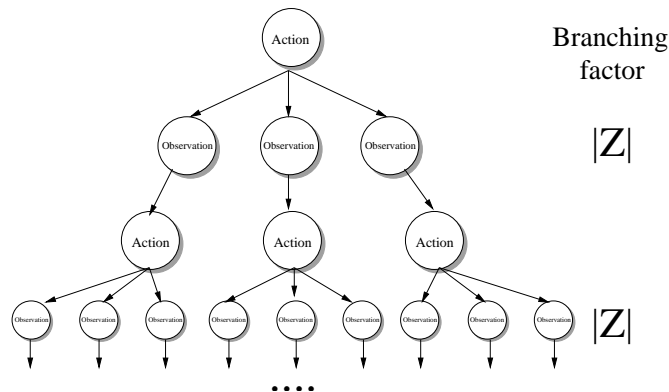 Action
Branching
factor
Observation Observation Observation
|Z|
Action Action Action
Observation Observation Observation Observation Observation Observation Observation Observation Observation
|Z|
....